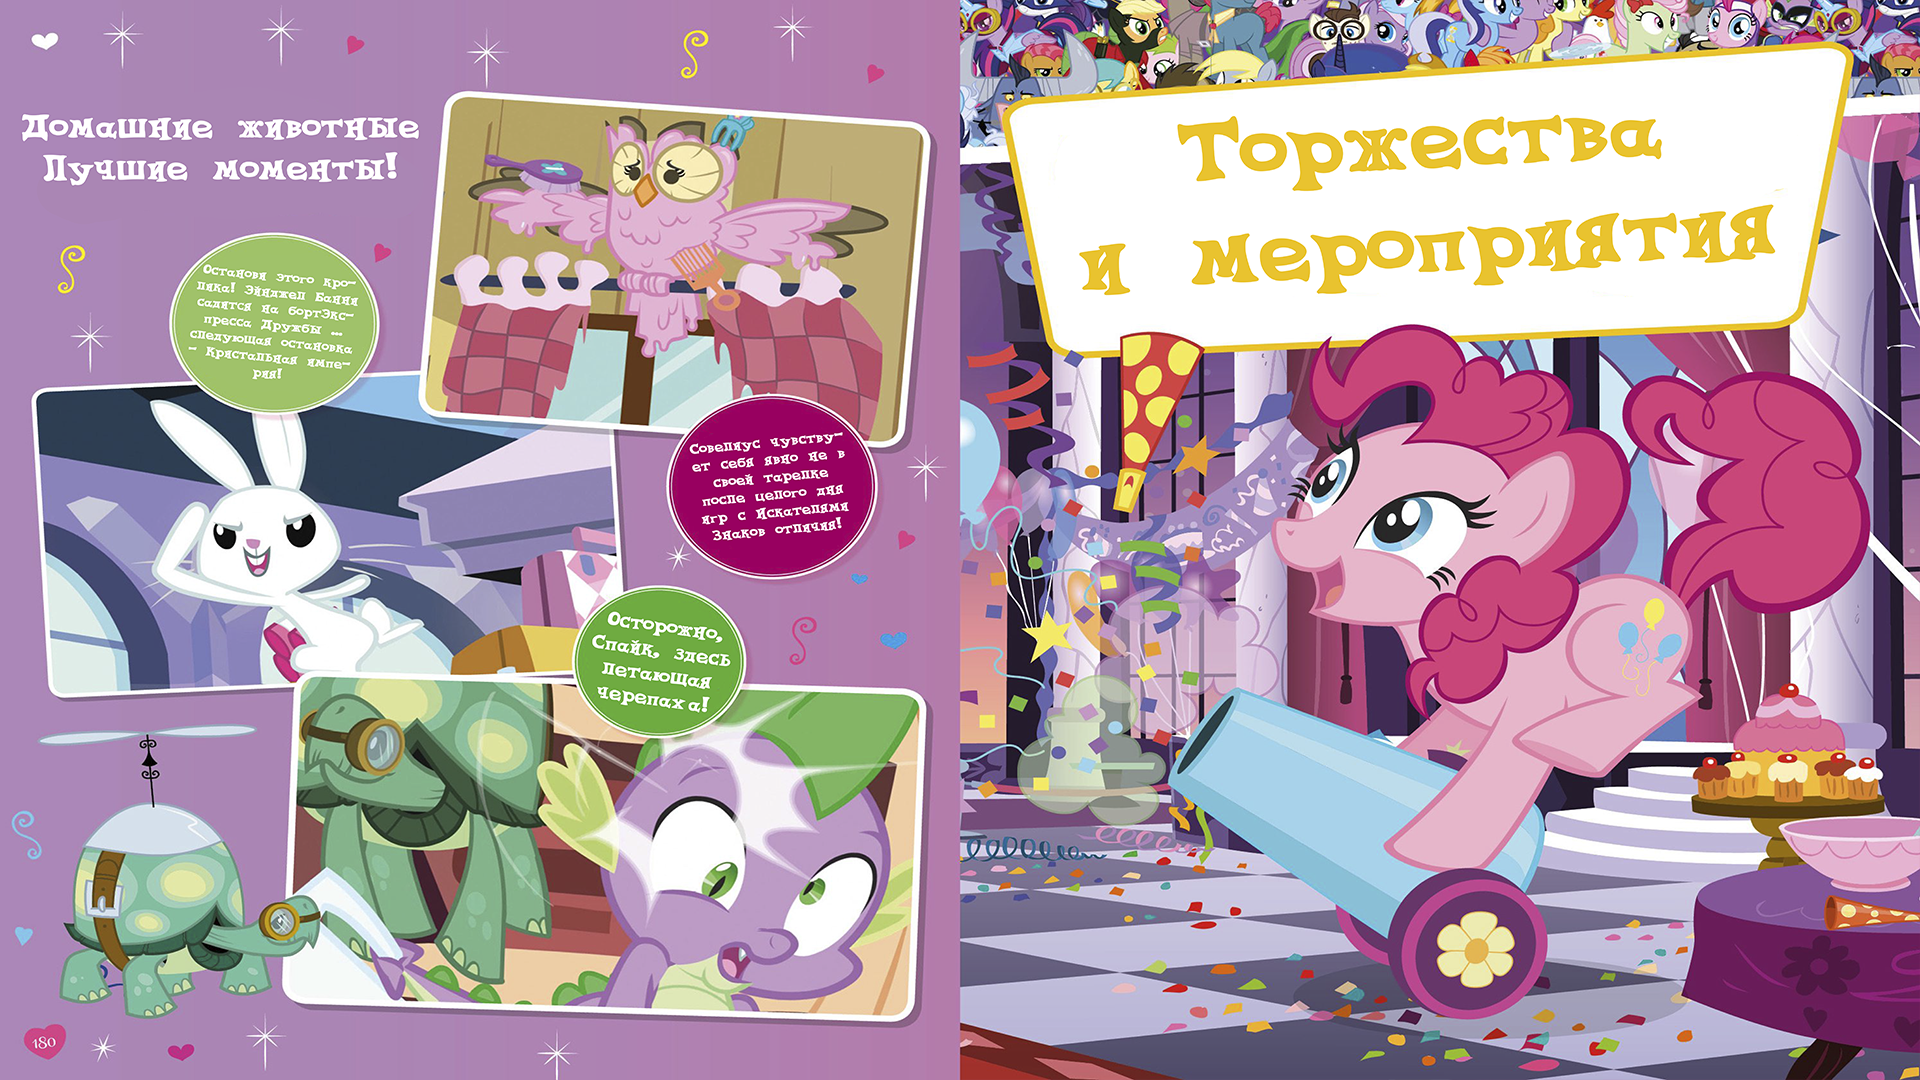 Домашние животные
Лучшие моменты!
Останови этого кро-
лика! Эйнджел Банни
садится на бортЭкс-
пресса Дружбы ...
следующая остановка
- Кристальная импе-
рия!
Совелиус чувству-
ет себя явно не в
своей тарелке
после целого дня
игр с Искателями
Знаков отличия!
Осторожно,
Спайк, здесь
летающая
черепаха!
180
Торжества
и мероприятия